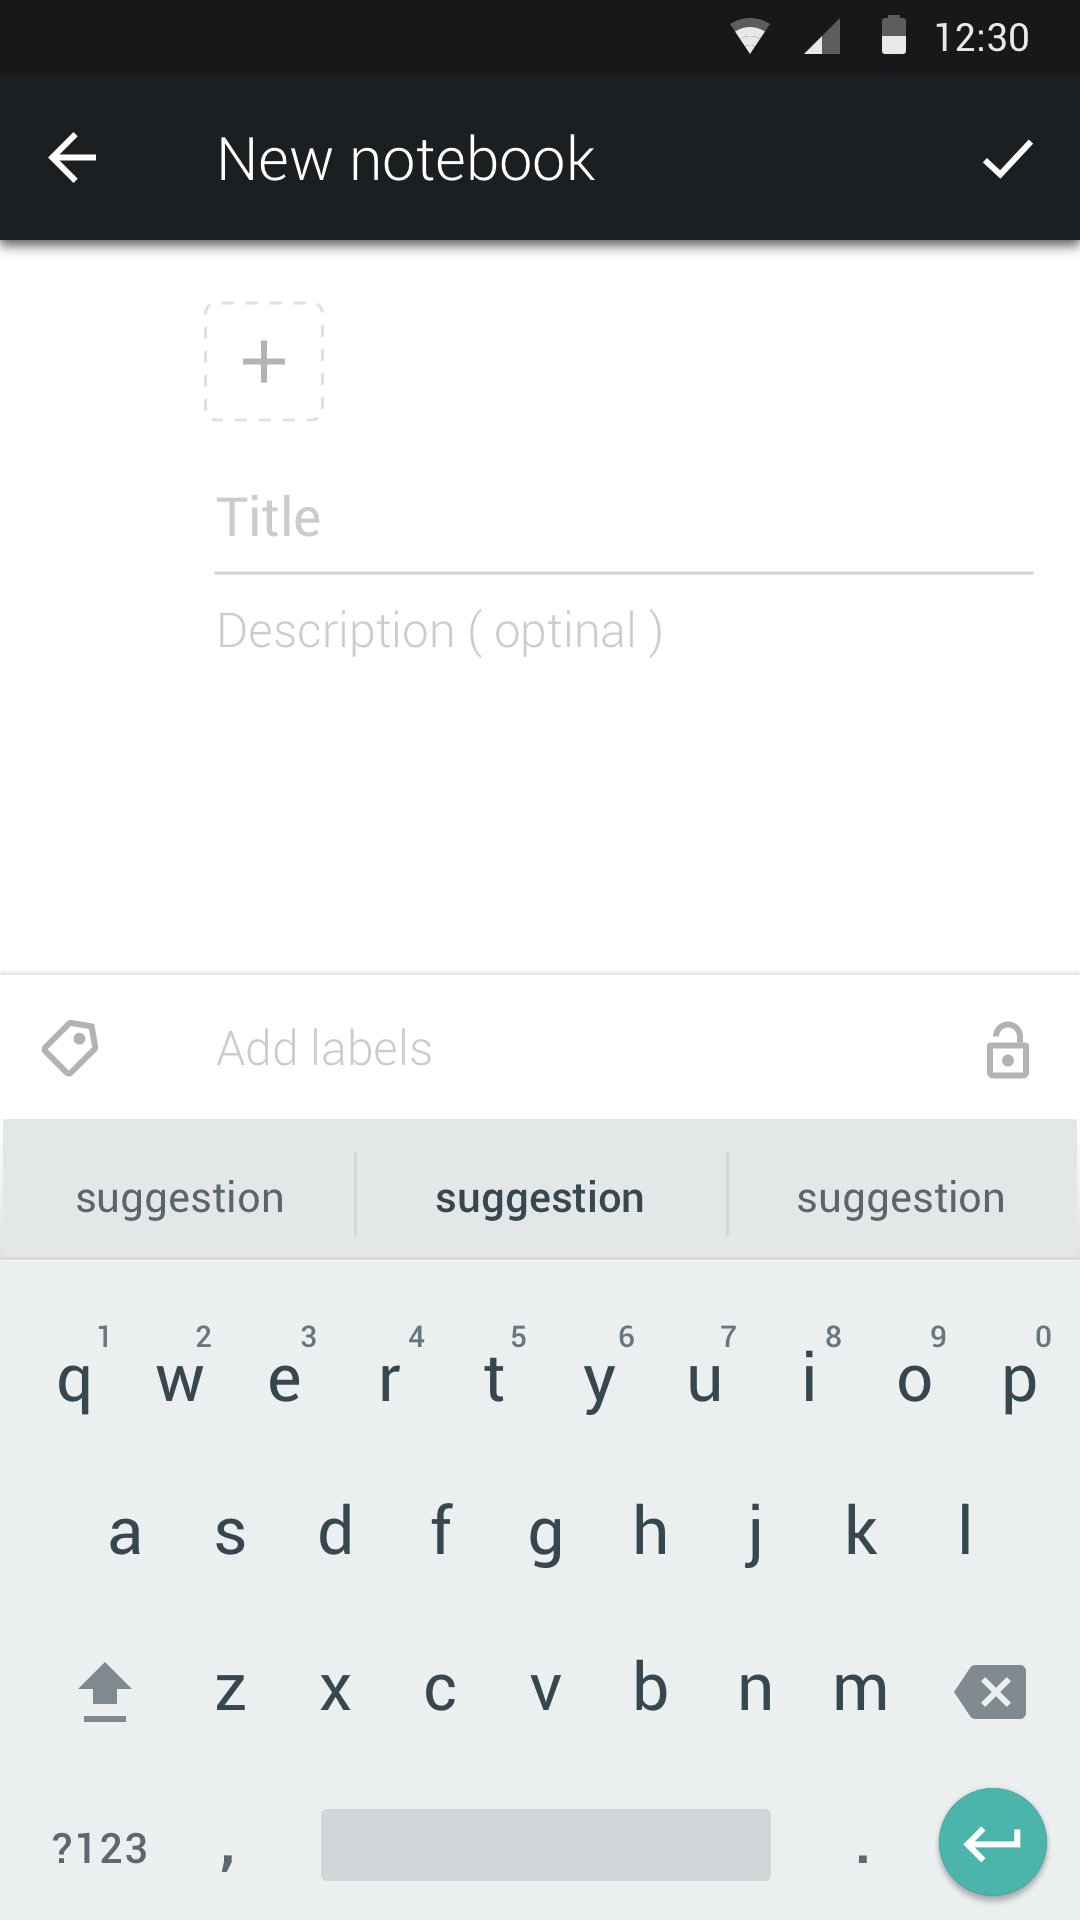 12:30
New notebook
Title
Description ( optinal )
Add labels
suggestion suggestion suggestion
1 2 3 4 5 6 7 8 9 0
q w e r t y u i o p
a s d f g h j k l
z x c v b n m
?123 , .